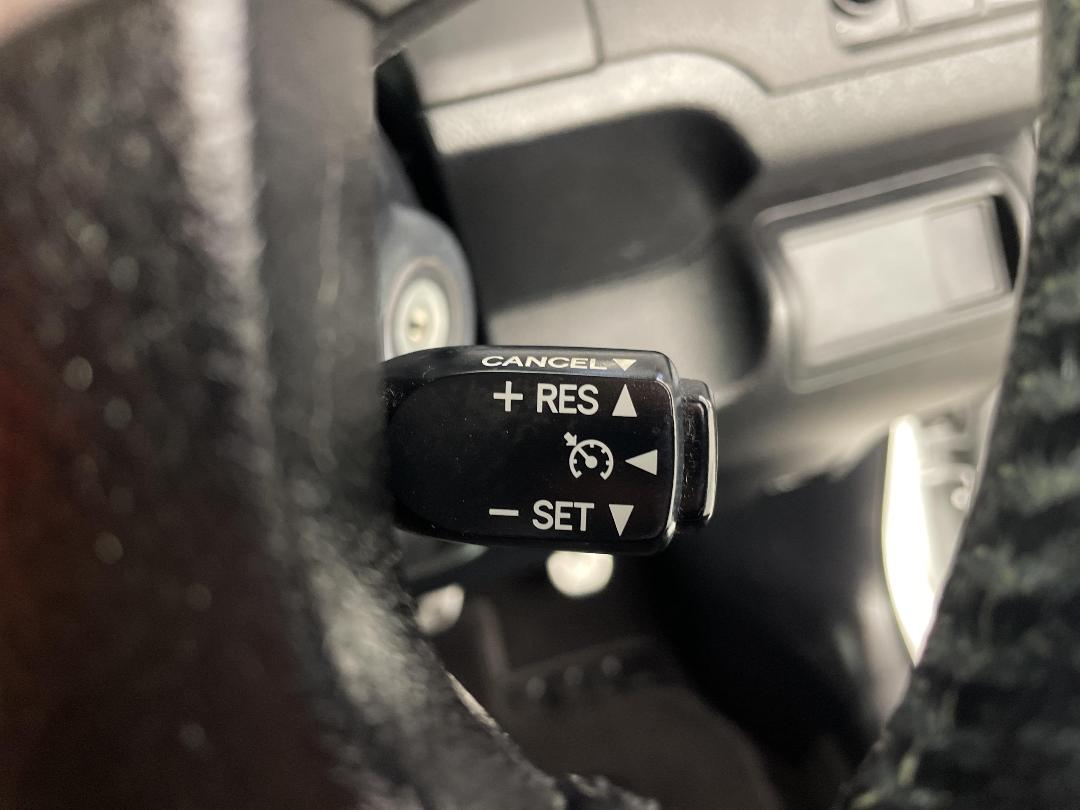 CANCEL▼
+ RES ▲
◀
− SET ▼